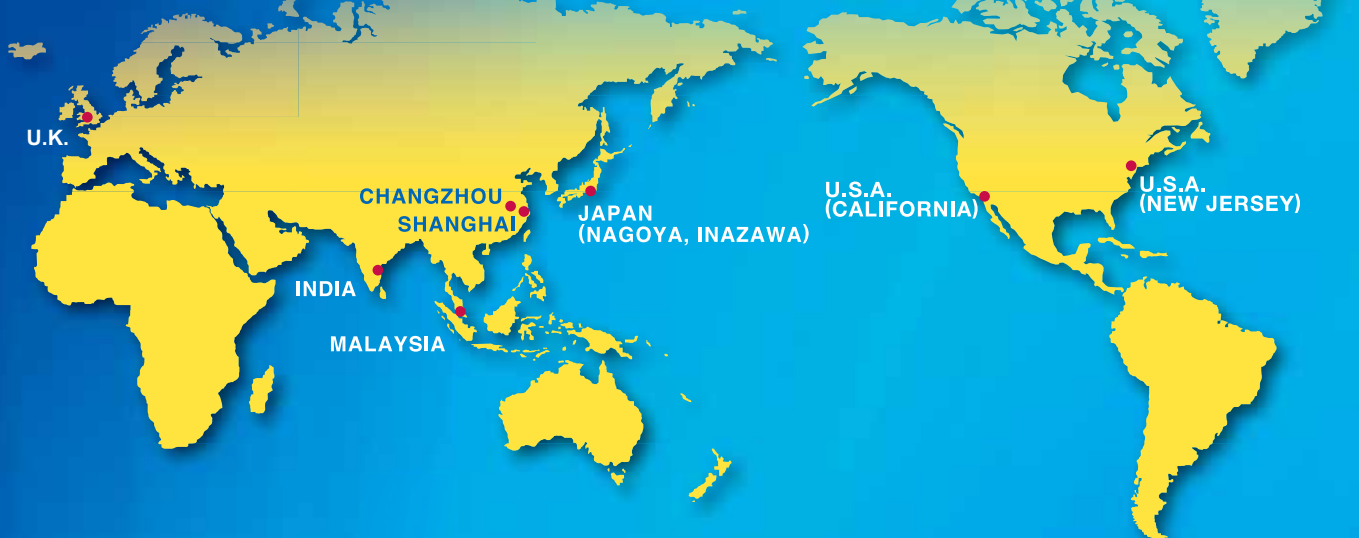 U.K.
CHANGZHOU
SHANGHAI
JAPAN
(NAGOYA, INAZAWA)
INDIA
MALAYSIA
U.S.A.
(CALIFORNIA)
U.S.A.
(NEW JERSEY)